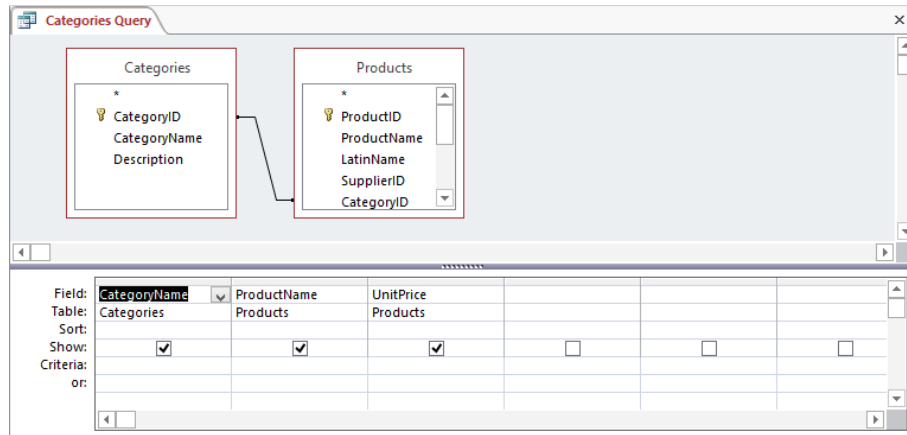 Categories Query
Categories
*
CategoryID
CategoryName
Description
Products
*
ProductID
ProductName
LatinName
SupplierID
CategoryID
Field: CategoryName ProductName UnitPrice
Table: Categories Products Products
Sort:
Show:
Criteria:
or: